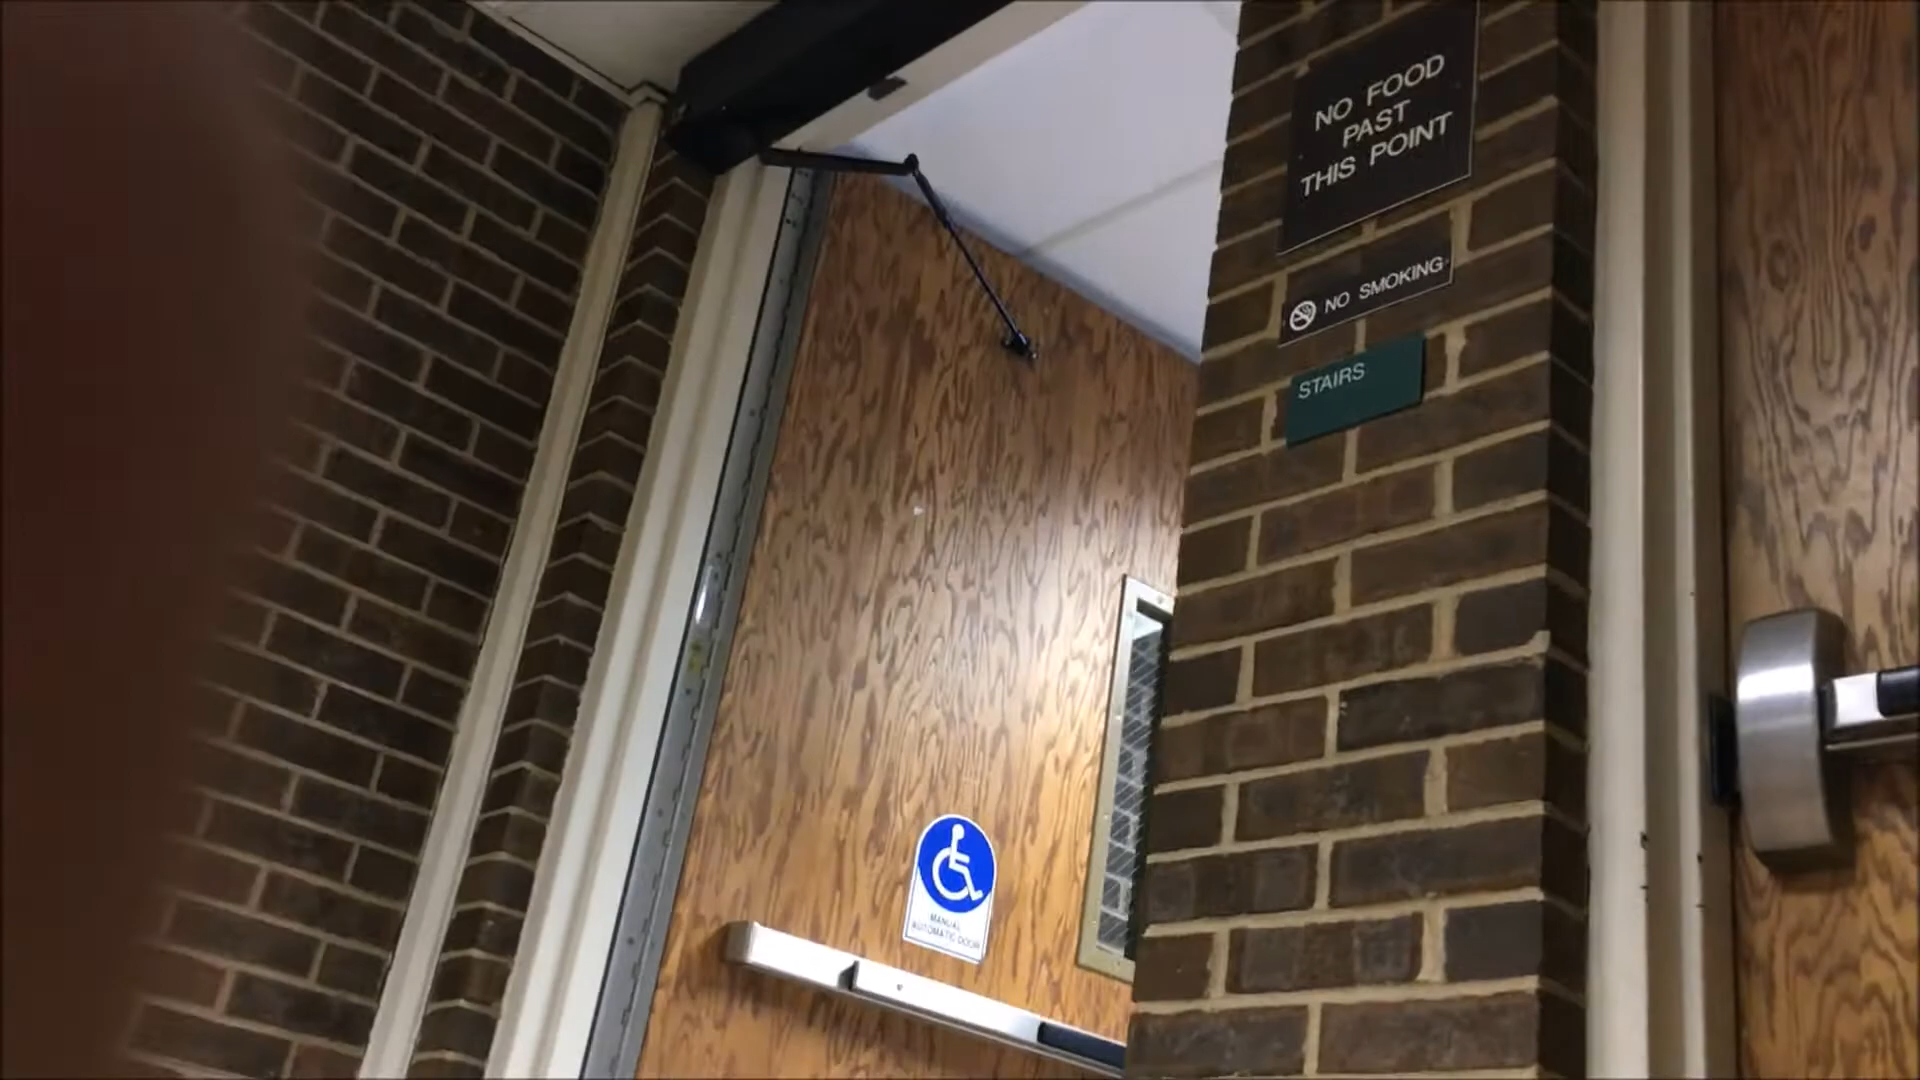 NO FOOD
PAST
THIS POINT
NO SMOKING
STAIRS
MANUAL
AUTOMATIC DOOR